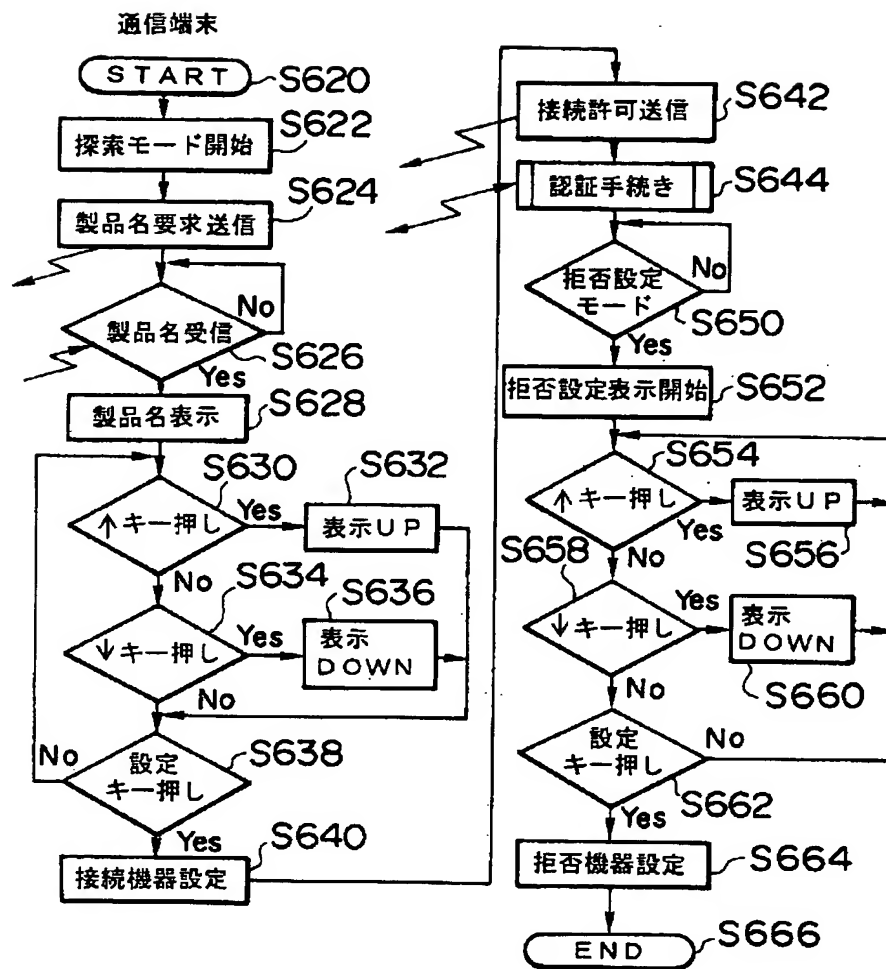 通信端末
START
S620
探索モード開始
S622
製品名要求送信
S624
製品名受信
No
Yes
S626
製品名表示
S628
↑キー押し
S630
Yes
No
表示UP
S632
↓キー押し
S634
Yes
No
表示
DOWN
S636
設定
キー押し
S638
No
Yes
接続機器設定
S640
接続許可送信
S642
認証手続き
S644
拒否設定
モード
No
Yes
S650
拒否設定表示開始
S652
↑キー押し
S654
Yes
No
表示UP
S656
↓キー押し
S658
Yes
No
表示
DOWN
S660
設定
キー押し
No
Yes
S662
拒否機器設定
S664
END
S666